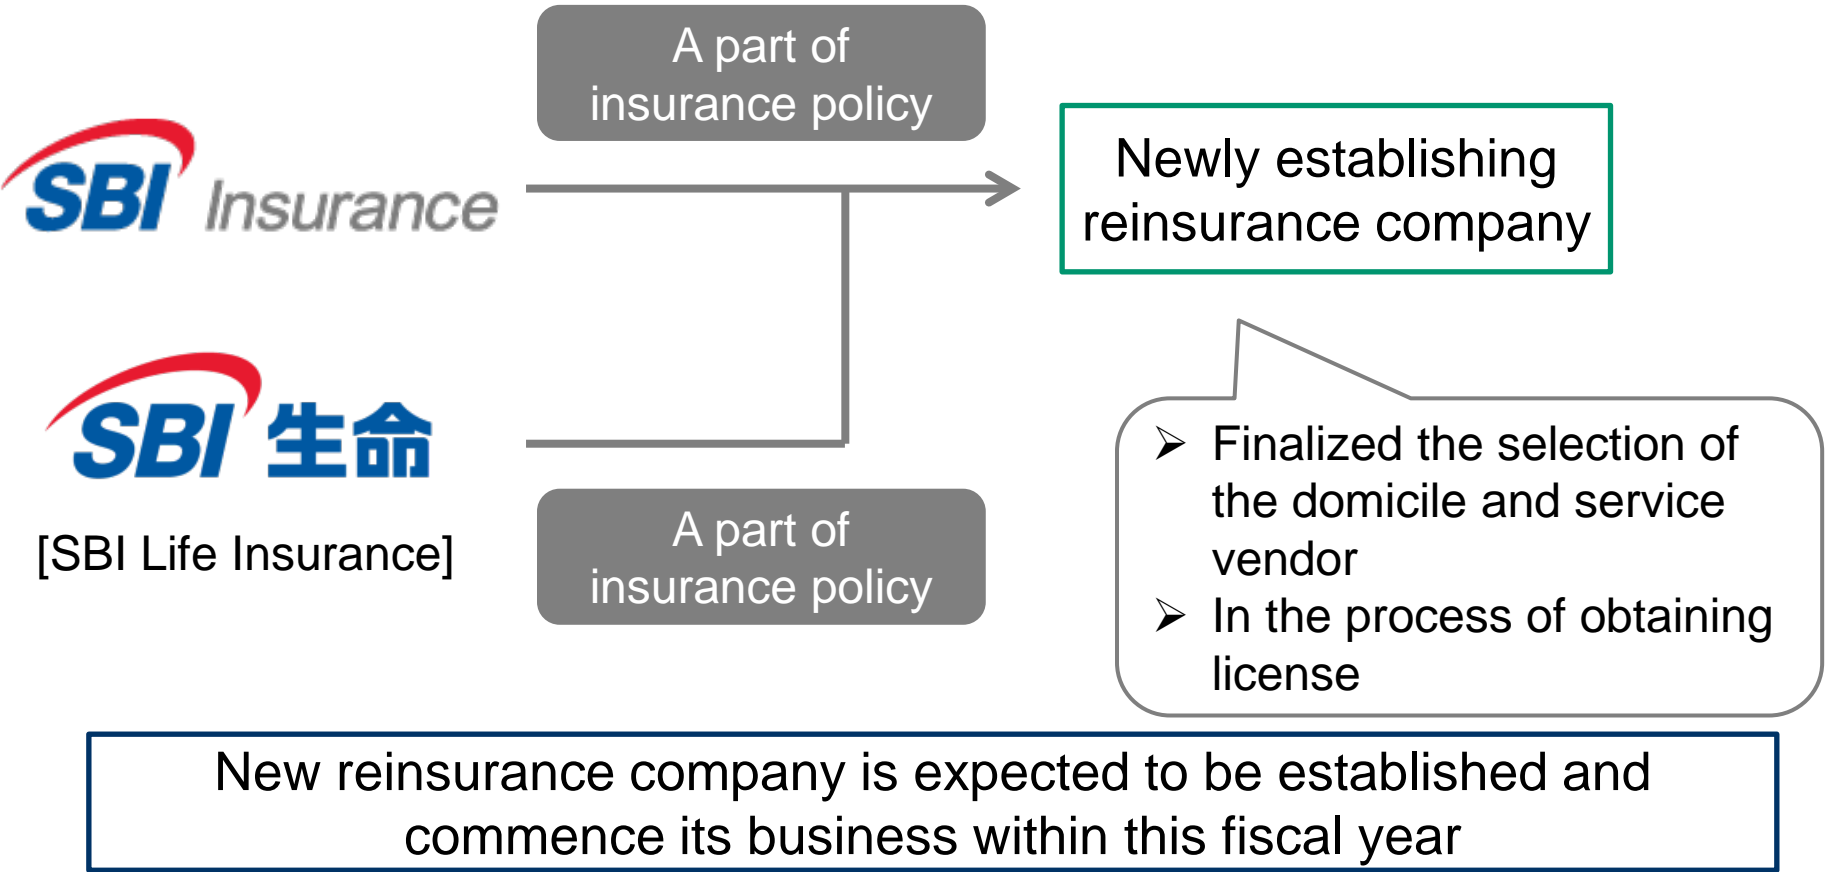 A part of
insurance policy
SBI Insurance
Newly establishing
reinsurance company
SBI 生命
[SBI Life Insurance]
A part of
insurance policy
➢ Finalized the selection of
the domicile and service
vendor
➢ In the process of obtaining
license
New reinsurance company is expected to be established and
commence its business within this fiscal year